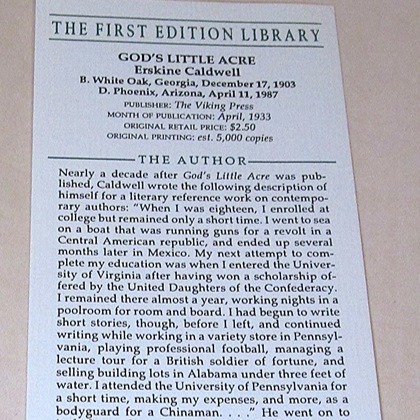 THE FIRST EDITION LIBRARY
GOD'S LITTLE ACRE
Erskine Caldwell
B. White Oak, Georgia, December 17, 1903
D. Phoenix, Arizona, April 11, 1987
PUBLISHER: The Viking Press
MONTH OF PUBLICATION: April, 1933
ORIGINAL RETAIL PRICE: $2.50
ORIGINAL PRINTING: est. 5,000 copies
THE AUTHOR
Nearly a decade after God's Little Acre was pub-
lished, Caldwell wrote the following description of
himself for a literary reference work on contempo-
rary authors: "When I was eighteen, I enrolled at
college but remained only a short time. I went to sea
on a boat that was running guns for a revolt in a
Central American republic, and ended up several
months later in Mexico. My next attempt to com-
plete my education was when I entered the Univer-
sity of Virginia after having won a scholarship of-
fered by the United Daughters of the Confederacy.
I remained there almost a year, working nights in a
poolroom for room and board. I had begun to write
short stories, though, before I left, and continued
writing while working in a variety store in Pennsyl-
vania, playing professional football, managing a
lecture tour for a British soldier of fortune, and
selling building lots in Alabama under three feet of
water. I attended the University of Pennsylvania for
a short time, making my expenses, and more, as a
bodyguard for a Chinaman. . . ." He went on to